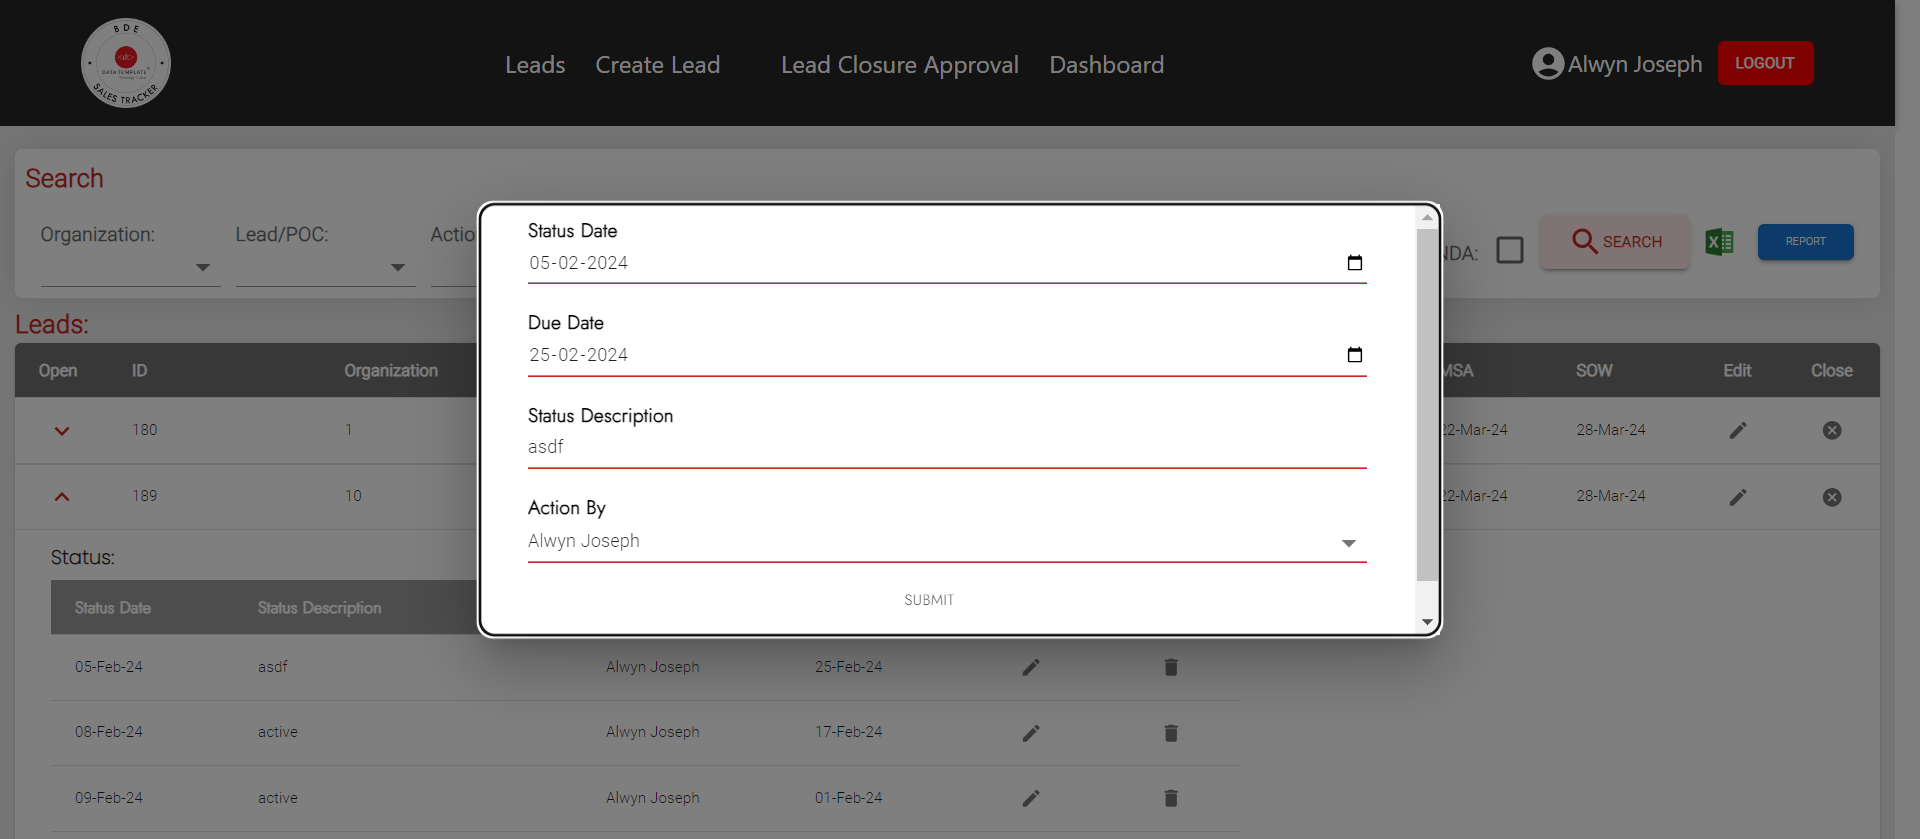 BDE
DATA TEMPLATE
SALES TRACKER
Leads Create Lead Lead Closure Approval Dashboard
Alwyn Joseph LOGOUT
Search
Organization: Lead/POC: Actio NDA: SEARCH REPORT
Leads:
Open ID Organization MSA SOW Edit Close
180 1 22-Mar-24 28-Mar-24
189 10 22-Mar-24 28-Mar-24
Status Date
05-02-2024
Due Date
25-02-2024
Status Description
asdf
Action By
Alwyn Joseph
SUBMIT
Status:
Status Date Status Description
05-Feb-24 asdf Alwyn Joseph 25-Feb-24
08-Feb-24 active Alwyn Joseph 17-Feb-24
09-Feb-24 active Alwyn Joseph 01-Feb-24